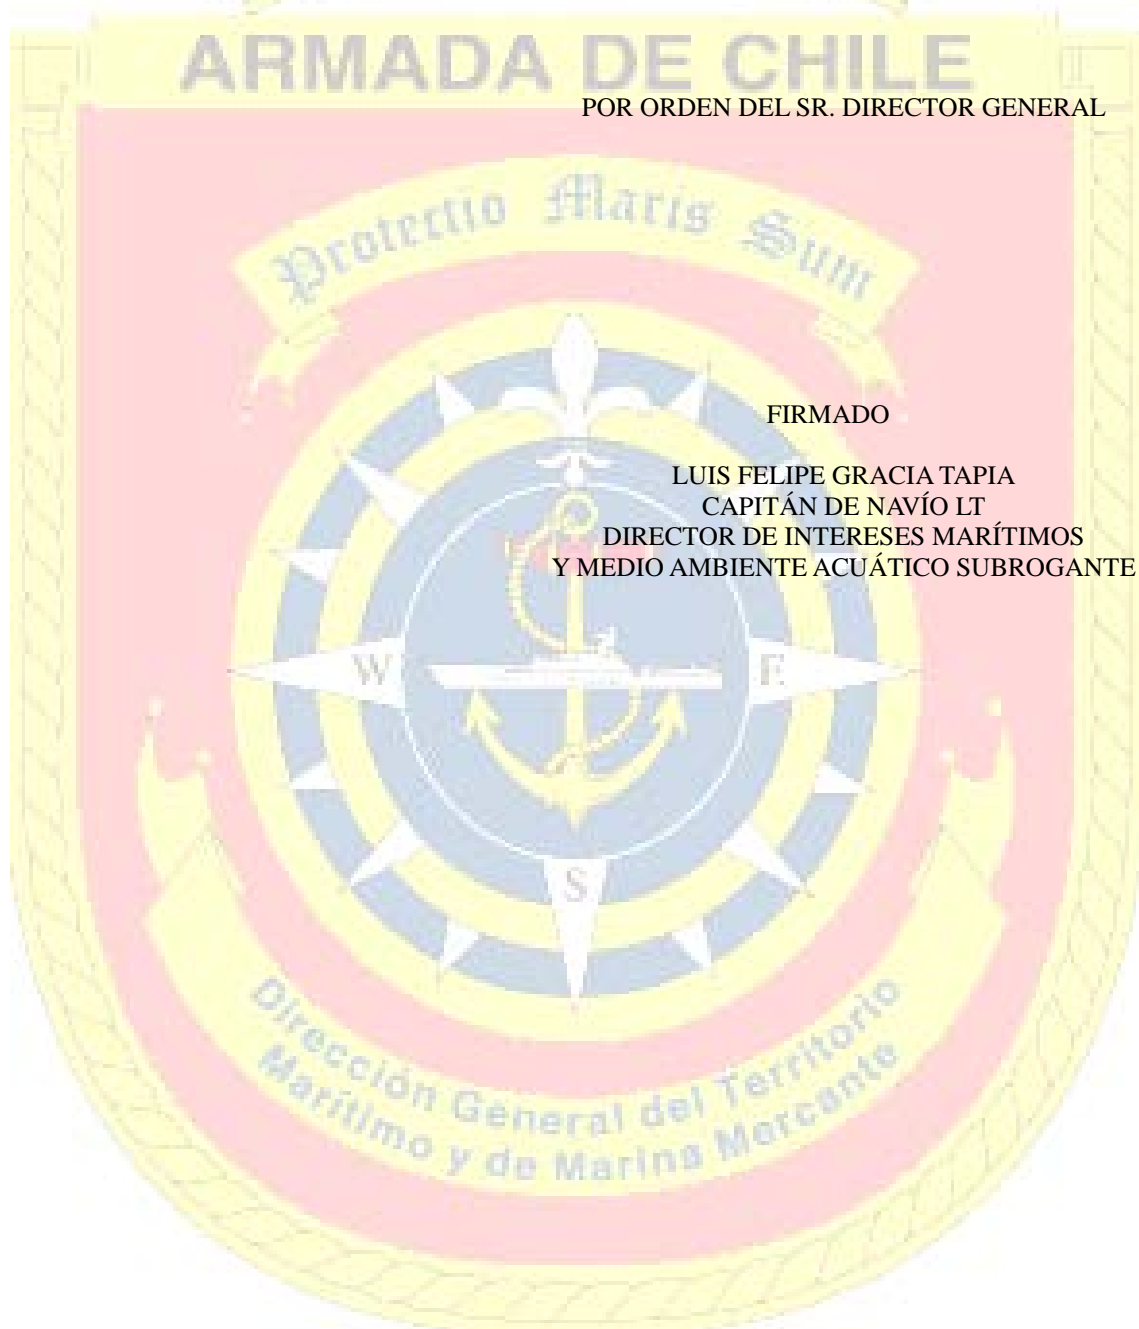 ARMADA DE CHILE
POR ORDEN DEL SR. DIRECTOR GENERAL
Protectio Maris Sum
FIRMADO
LUIS FELIPE GRACIA TAPIA
CAPITÁN DE NAVÍO LT
DIRECTOR DE INTERESES MARÍTIMOS
Y MEDIO AMBIENTE ACUÁTICO SUBROGANTE
W E
S
Dirección General del Territorio
Marítimo y de Marina Mercante